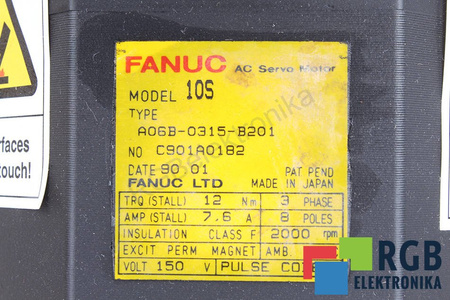 FANUC AC Servo Motor
MODEL 10S
TYPE
A06B-0315-B201
NO C901A0182
DATE 90.01 PAT PEND
FANUC LTD MADE IN JAPAN
TRQ (STALL) 12 Nm 3 PHASE
AMP (STALL) 7,6 A 8 POLES
INSULATION CLASS F 2000 rpm
EXCIT PERM MAGNET AMB.
VOLT 150 V PULSE
rfaces
touch!
RGB
ELEKTRONIKA